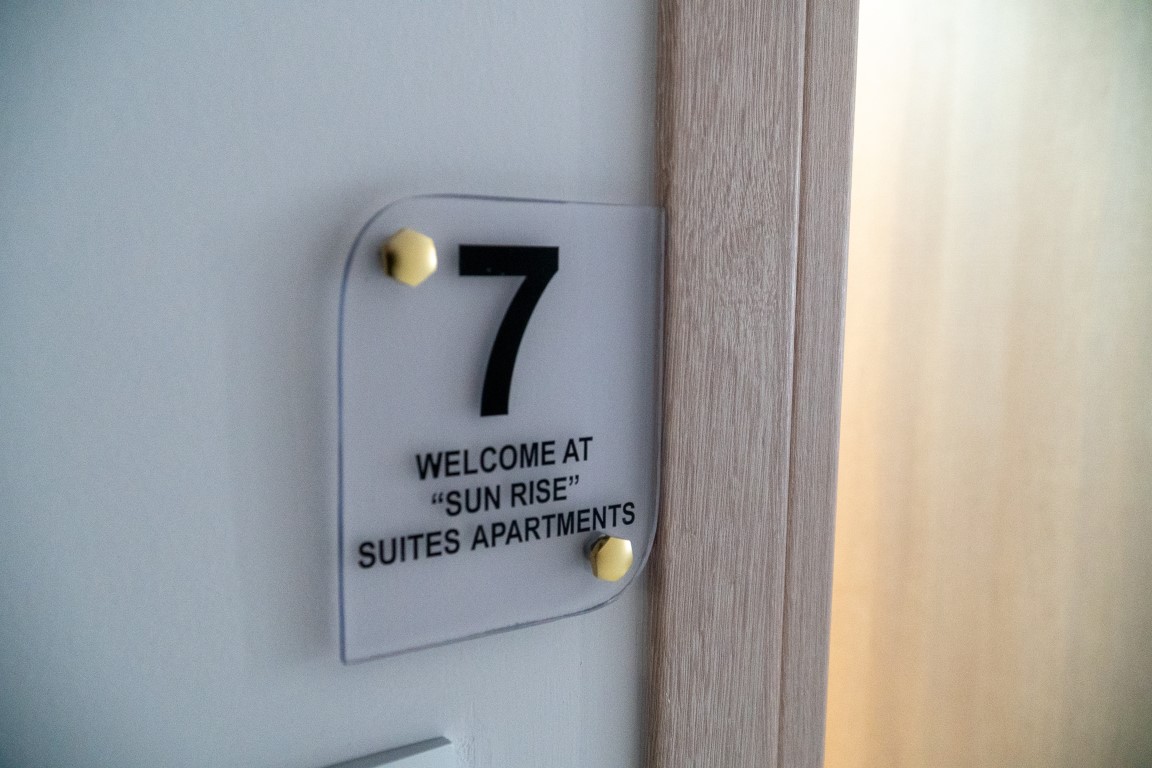 7
WELCOME AT
“SUN RISE”
SUITES APARTMENTS